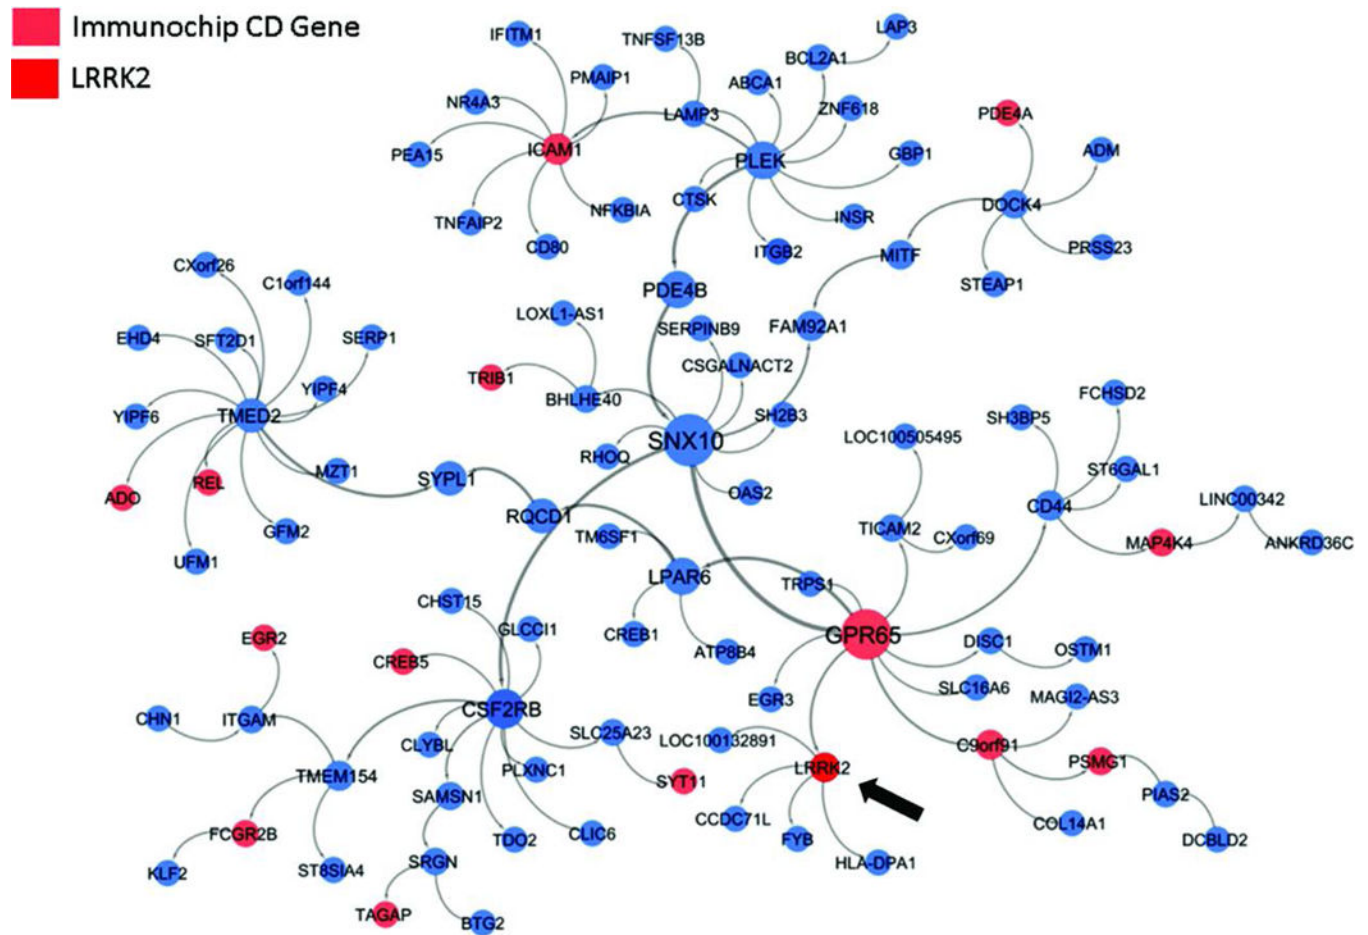 Immunochip CD Gene
LRRK2
IFITM1
TNFSF13B
LAP3
BCL2A1
PMAIP1
ABCA1
NR4A3
LAMP3
ZNF618
PDE4A
PEA15
ICAM1
PLEK
GBP1
ADM
TNFAIP2
NFKBIA
CTSK
INSR
DOCK4
CD80
ITGB2
MITF
PRSS23
STEAP1
CXorf26
C1orf144
PDE4B
LOXL1-AS1
SERPINB9
FAM92A1
EHD4
SFT2D1
SERP1
TRIB1
CSGALNACT2
YIPF4
BHLHE40
YIPF6
TMED2
SH2B3
FCHSD2
SH3BP5
SNX10
LOC100505495
RHOQ
ST6GAL1
ADO
REL
MZT1
SYPL1
OAS2
CD44
LINC00342
GFM2
RQCD1
TM6SF1
TICAM2
CXorf69
MAP4K4
ANKRD36C
UFM1
LPAR6
TRPS1
CHST15
CREB1
GPR65
EGR2
GLCCI1
ATP8B4
DISC1
OSTM1
CREB5
EGR3
SLC16A6
MAGI2-AS3
CHN1
ITGAM
CSF2RB
SLC25A23
LOC100132891
C9orf91
CLYBL
PLXNC1
LRRK2
PSMG1
TMEM154
SYT11
SAMSN1
PIAS2
FCGR2B
CCDC71L
FYB
COL14A1
TDO2
CLIC6
DCBLD2
KLF2
ST8SIA4
SRGN
HLA-DPA1
TAGAP
BTG2